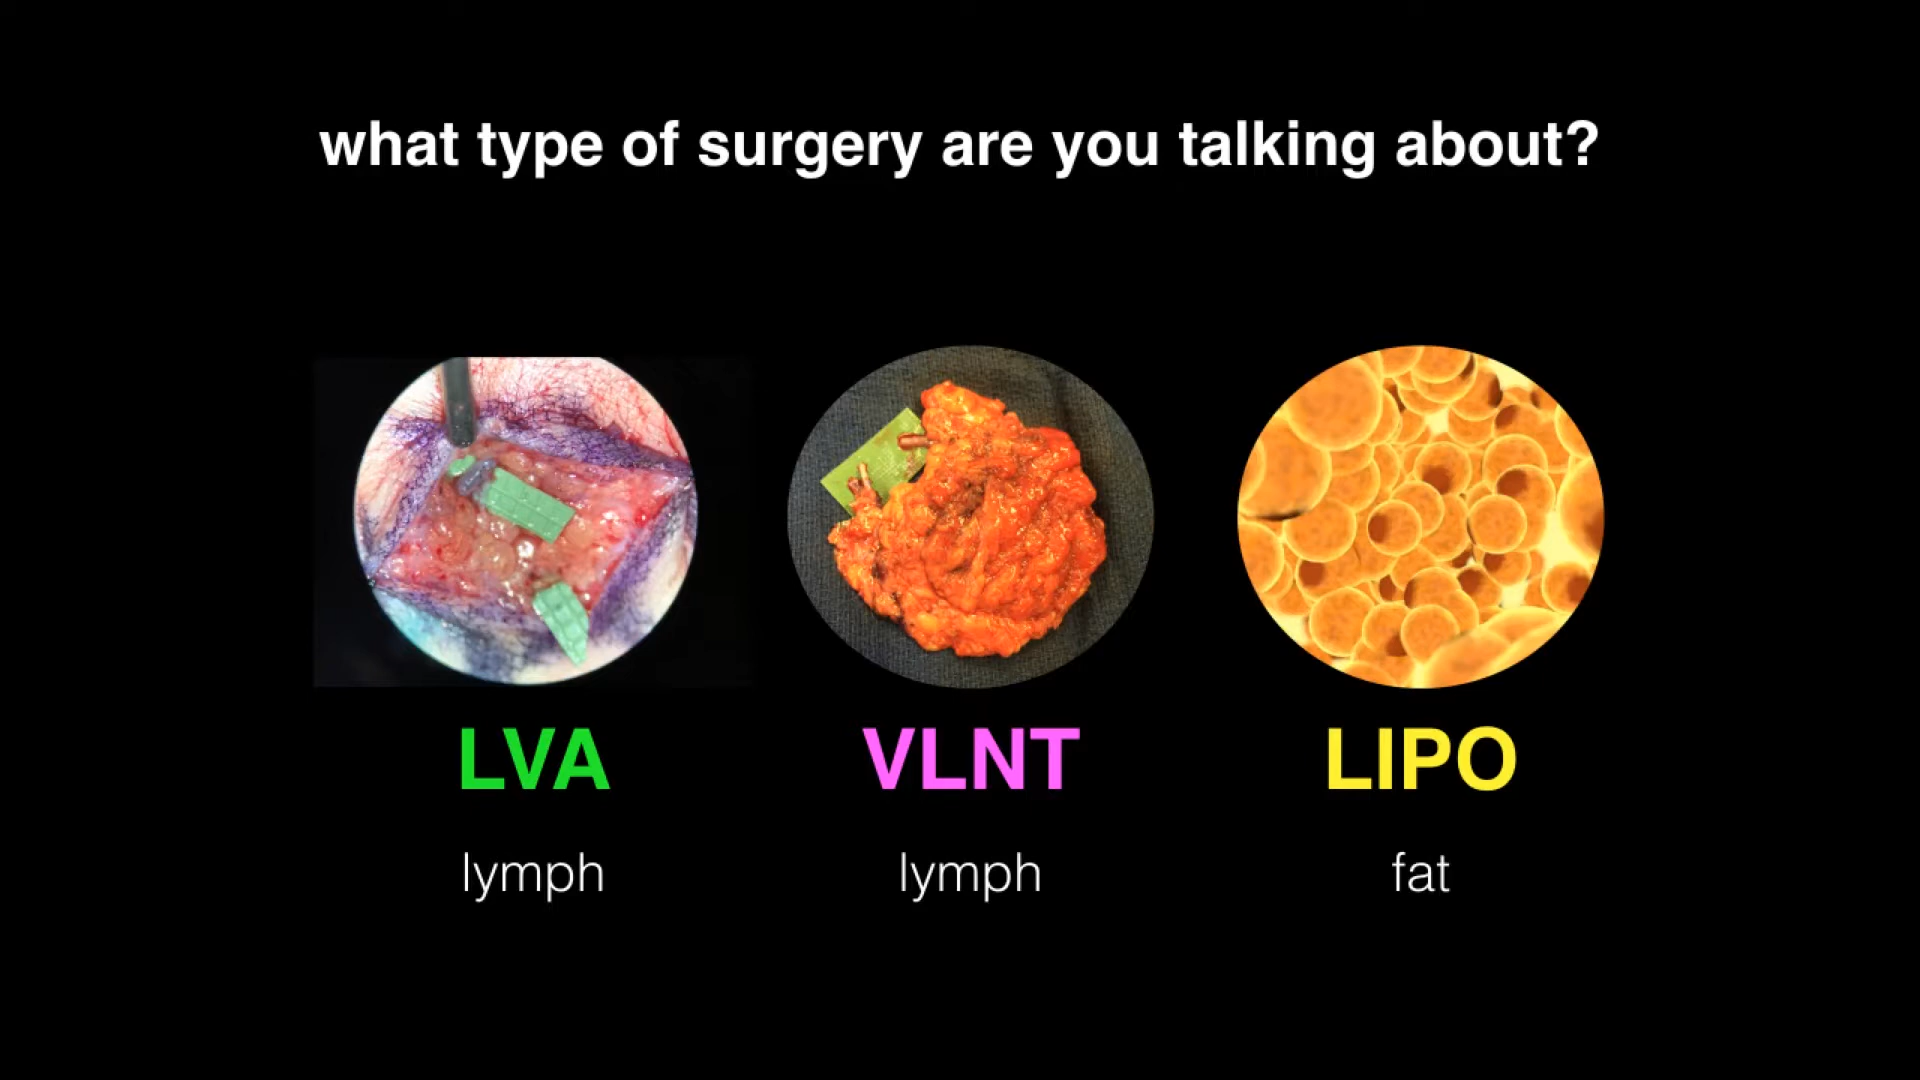 what type of surgery are you talking about?
LVA
VLNT
LIPO
lymph
lymph
fat